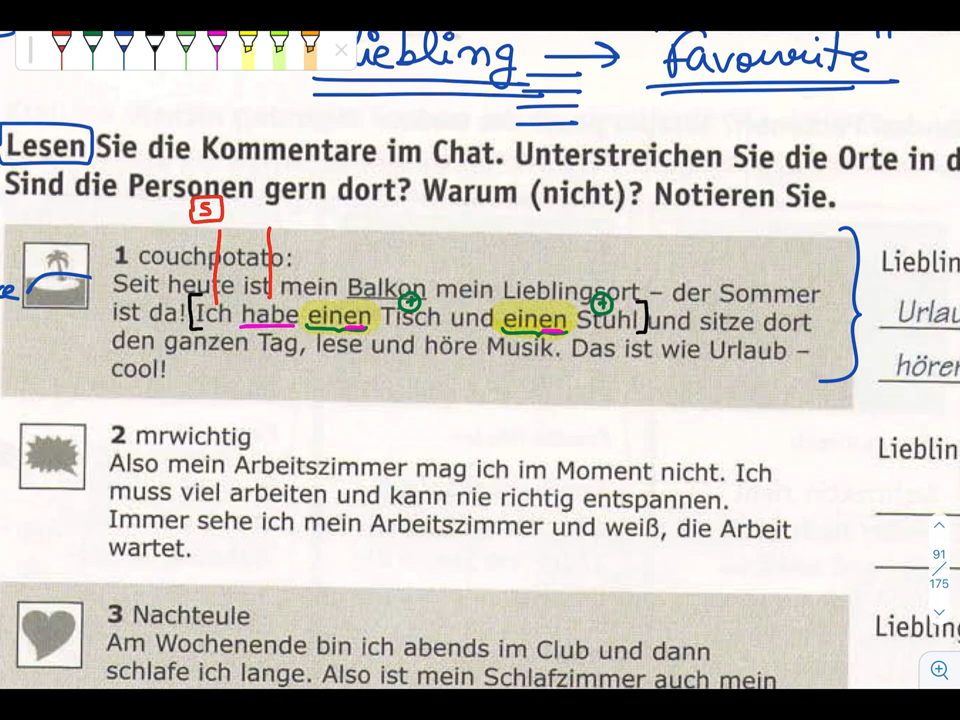 Liebling → "Favourite"
Lesen Sie die Kommentare im Chat. Unterstreichen Sie die Orte in d
Sind die Personen gern dort? Warum (nicht)? Notieren Sie.
S
1 couchpotato:
Seit heute ist mein Balkon mein Lieblingsort – der Sommer
ist da! [Ich habe einen Tisch und einen Stuhl] und sitze dort
den ganzen Tag, lese und höre Musik. Das ist wie Urlaub –
cool!
Lieblin
Urlau
hören
2 mrwichtig
Also mein Arbeitszimmer mag ich im Moment nicht. Ich
muss viel arbeiten und kann nie richtig entspannen.
Immer sehe ich mein Arbeitszimmer und weiß, die Arbeit
wartet.
Lieblin
91
/
175
3 Nachteule
Am Wochenende bin ich abends im Club und dann
schlafe ich lange. Also ist mein Schlafzimmer auch mein
Lieblin